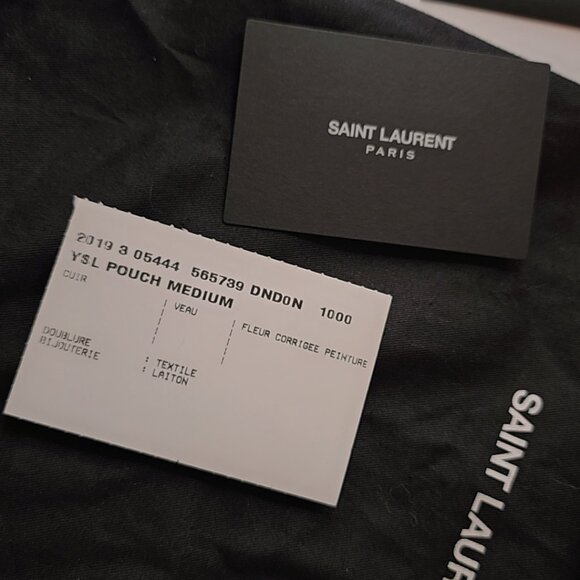 SAINT LAURENT
PARIS
2019 3 05444 565739 DND0N 1000
YSL POUCH MEDIUM
CUIR | VEAU | FLEUR CORRIGEE PEINTURE
DOUBLURE : TEXTILE
BIJOUTERIE : LAITON
SAINT LAUR